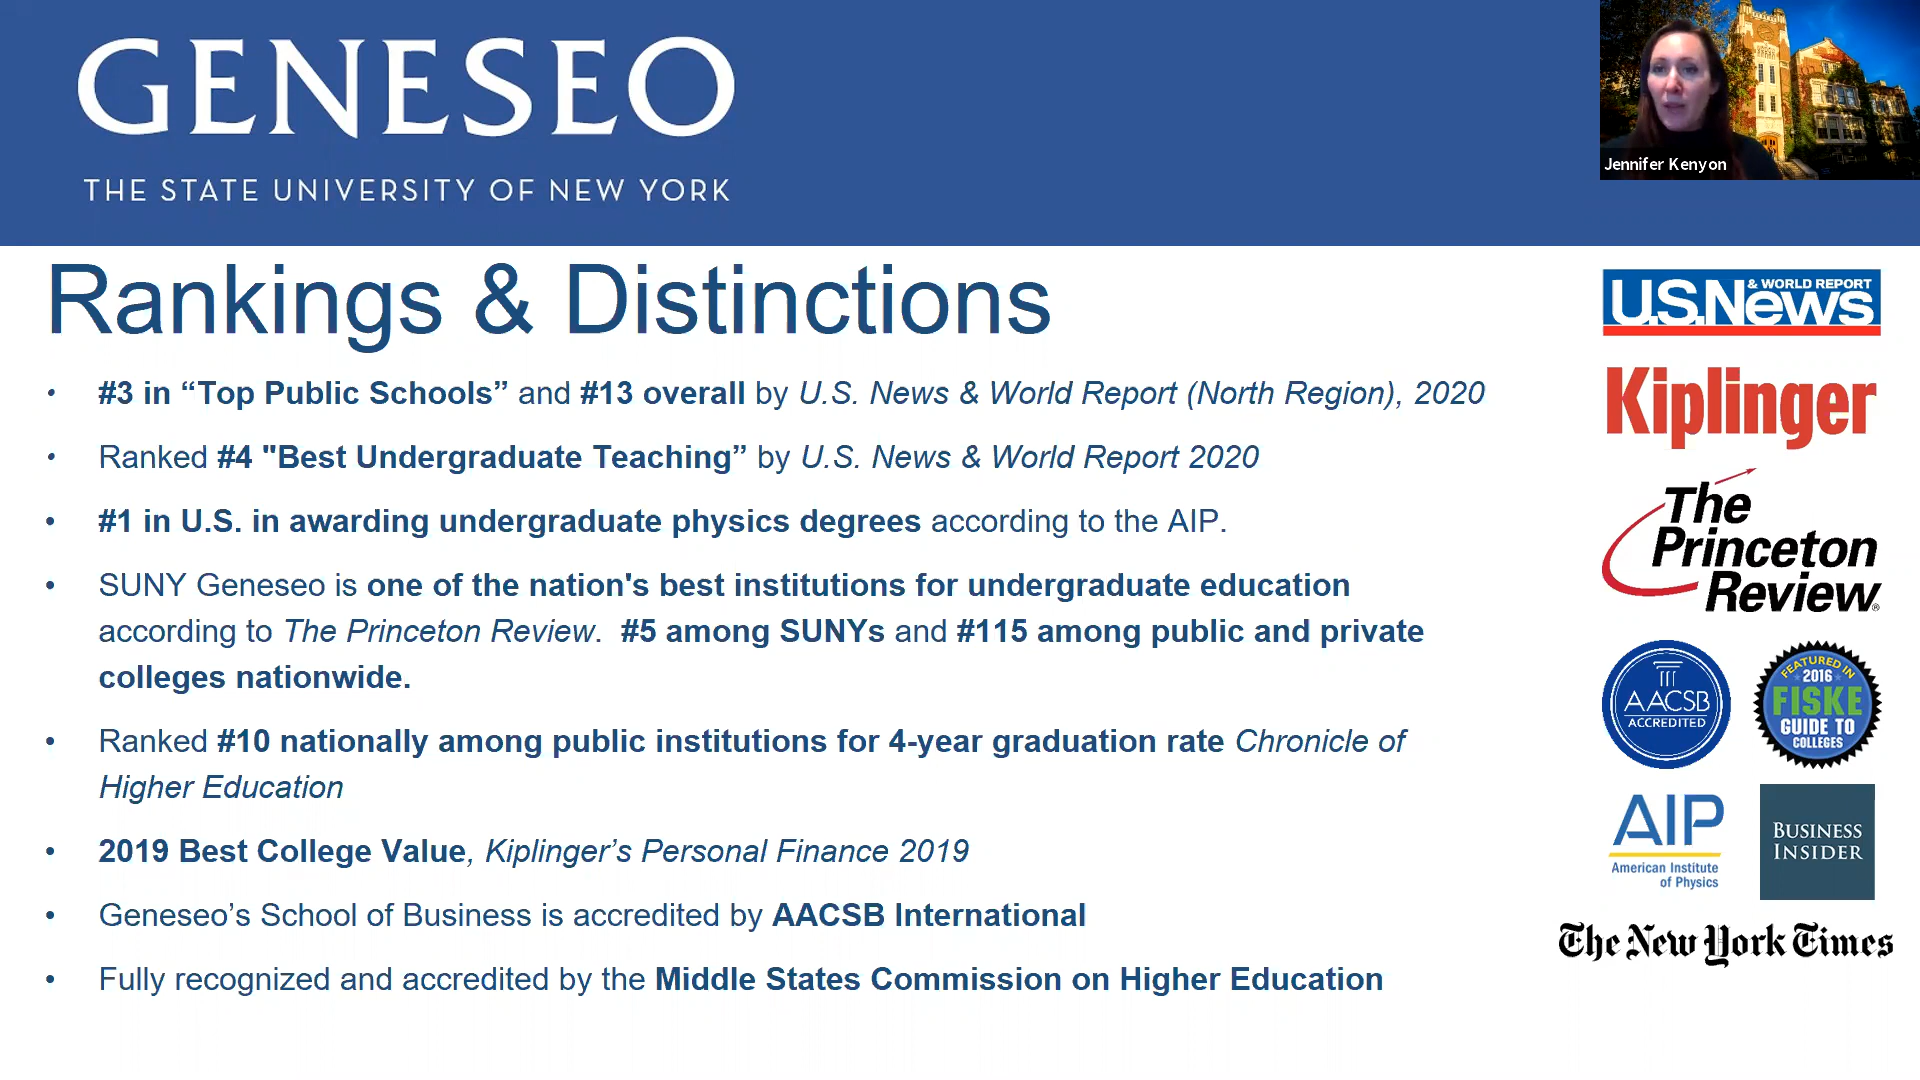 GENESEO
THE STATE UNIVERSITY OF NEW YORK
Jennifer Kenyon
Rankings & Distinctions
• #3 in “Top Public Schools” and #13 overall by U.S. News & World Report (North Region), 2020
• Ranked #4 "Best Undergraduate Teaching” by U.S. News & World Report 2020
• #1 in U.S. in awarding undergraduate physics degrees according to the AIP.
• SUNY Geneseo is one of the nation's best institutions for undergraduate education
according to The Princeton Review. #5 among SUNYs and #115 among public and private
colleges nationwide.
• Ranked #10 nationally among public institutions for 4-year graduation rate Chronicle of
Higher Education
• 2019 Best College Value, Kiplinger’s Personal Finance 2019
• Geneseo’s School of Business is accredited by AACSB International
• Fully recognized and accredited by the Middle States Commission on Higher Education
U.S.News
& WORLD REPORT
Kiplinger
The
Princeton
Review®
AACSB
ACCREDITED
FEATURED IN
2016
FISKE
GUIDE TO
COLLEGES
AIP
American Institute
of Physics
BUSINESS
INSIDER
The New York Times